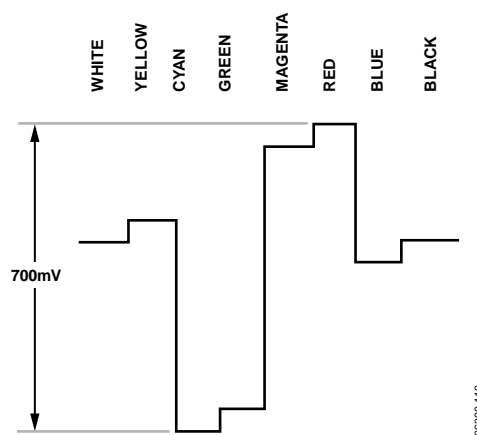 WHITE
YELLOW
CYAN
GREEN
MAGENTA
RED
BLUE
BLACK
700mV